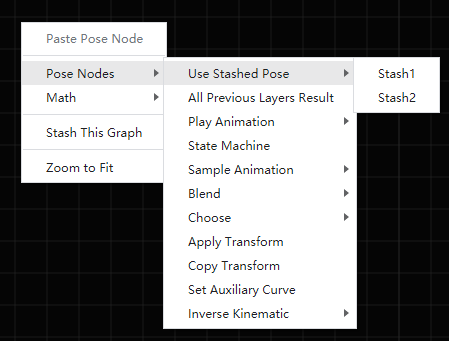 Paste Pose Node
Pose Nodes
Math
Stash This Graph
Zoom to Fit
Use Stashed Pose
All Previous Layers Result
Play Animation
State Machine
Sample Animation
Blend
Choose
Apply Transform
Copy Transform
Set Auxiliary Curve
Inverse Kinematic
Stash1
Stash2